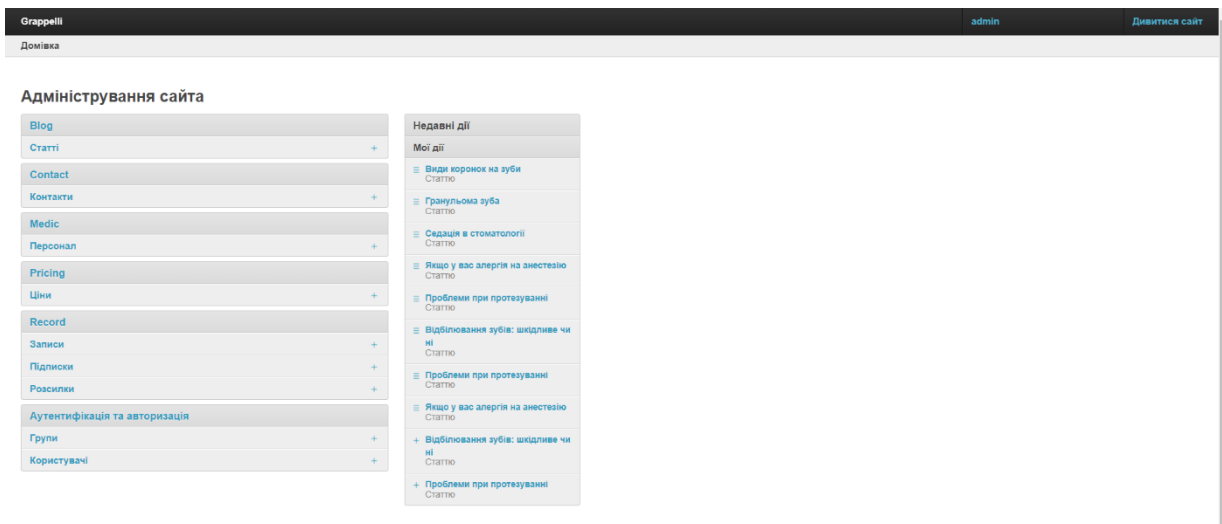 Grappelli admin Дивитися сайт
Домівка
Адміністрування сайта
Blog
Статті +
Contact
Контакти +
Medic
Персонал +
Pricing
Ціни +
Record
Записи +
Підписки +
Розсилки +
Аутентифікація та авторизація
Групи +
Користувачі +
Недавні дії
Мої дії
Види коронок на зуби
Статтю
Гранульома зуба
Статтю
Седація в стоматології
Статтю
Якщо у вас алергія на анестезію
Статтю
Проблеми при протезуванні
Статтю
Відбілювання зубів: шкідливе чи
ні
Статтю
Проблеми при протезуванні
Статтю
Якщо у вас алергія на анестезію
Статтю
+ Відбілювання зубів: шкідливе чи
ні
Статтю
+ Проблеми при протезуванні
Статтю